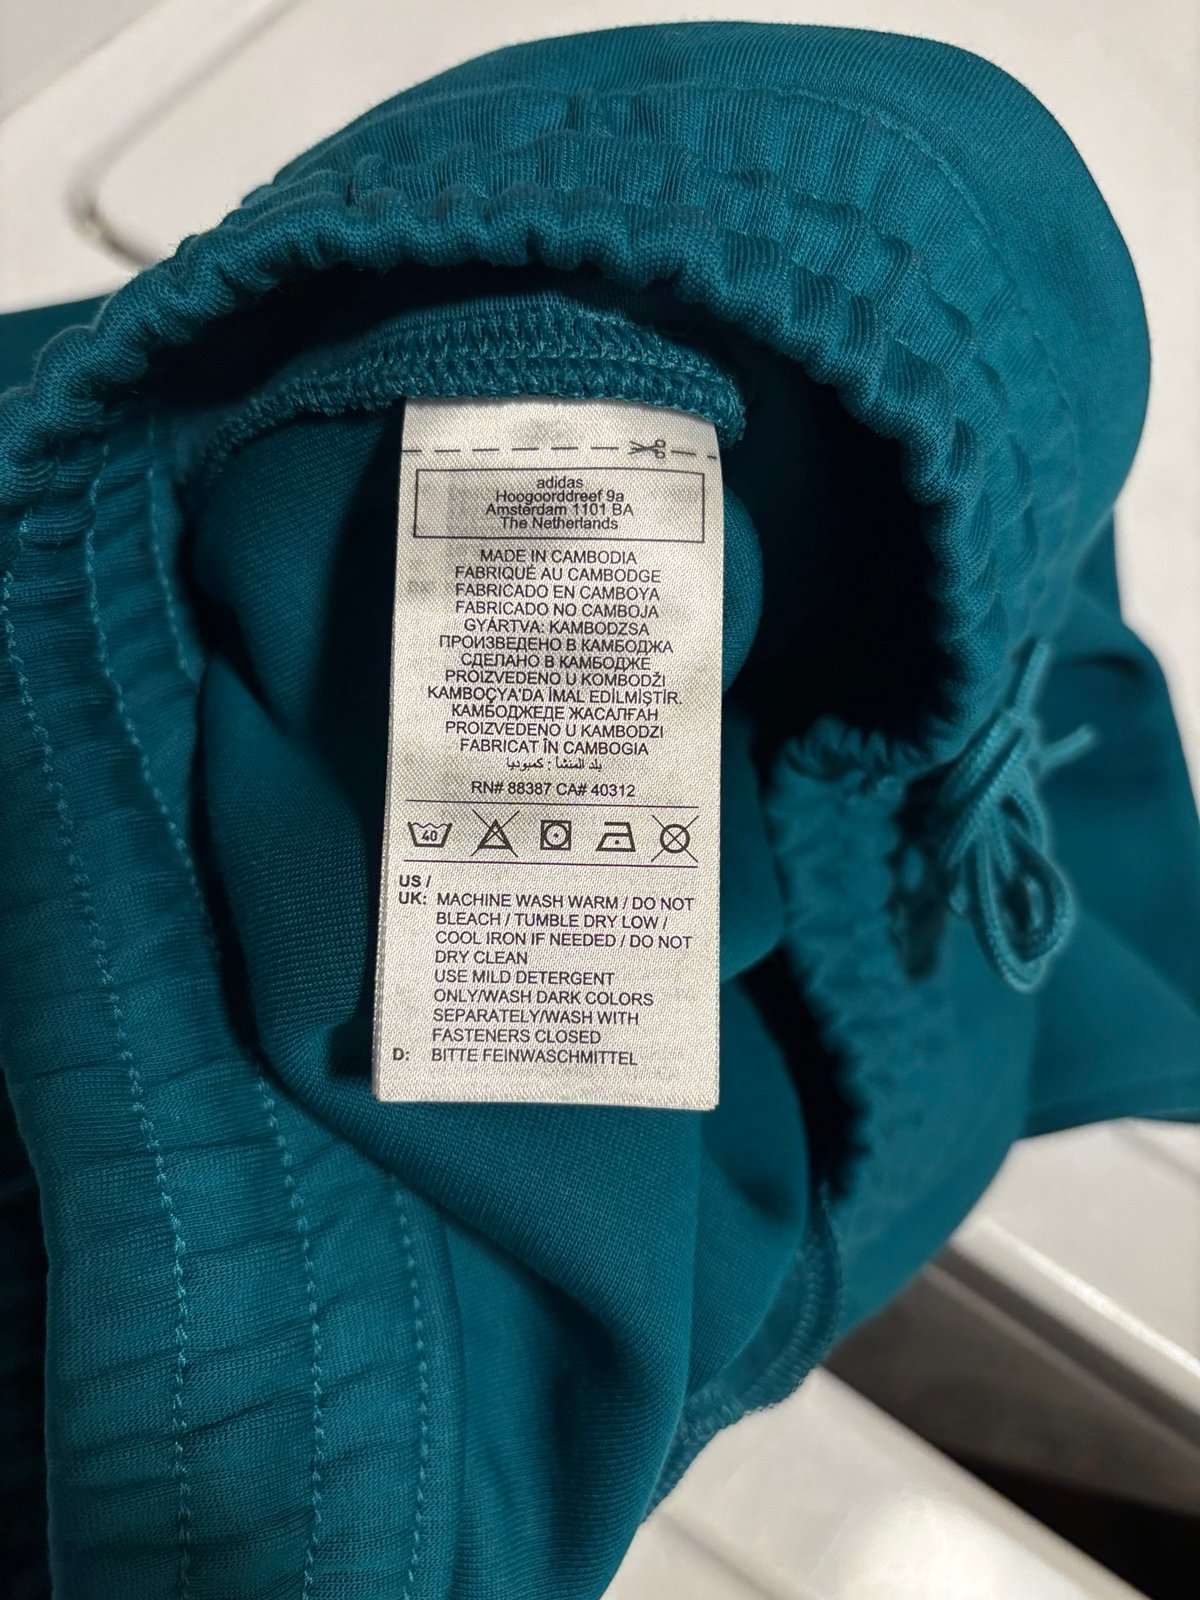 adidas
Hoogoorddreef 9a
Amsterdam 1101 BA
The Netherlands
MADE IN CAMBODIA
FABRIQUÉ AU CAMBODGE
FABRICADO EN CAMBOYA
FABRICADO NO CAMBOJA
GYÁRTVA: KAMBODZSA
ПРОИЗВЕДЕНО В КАМБОДЖА
СДЕЛАНО В КАМБОДЖЕ
PROIZVEDENO U KOMBODŽI
KAMBOÇYA'DA İMAL EDİLMİŞTİR.
КАМБОДЖЕДЕ ЖАСАЛҒАН
PROIZVEDENO U KAMBODZI
FABRICAT ÎN CAMBOGIA
بلد المنشأ : كمبوديا
RN# 88387 CA# 40312
40
US /
UK: MACHINE WASH WARM / DO NOT
BLEACH / TUMBLE DRY LOW /
COOL IRON IF NEEDED / DO NOT
DRY CLEAN
USE MILD DETERGENT
ONLY/WASH DARK COLORS
SEPARATELY/WASH WITH
FASTENERS CLOSED
D: BITTE FEINWASCHMITTEL